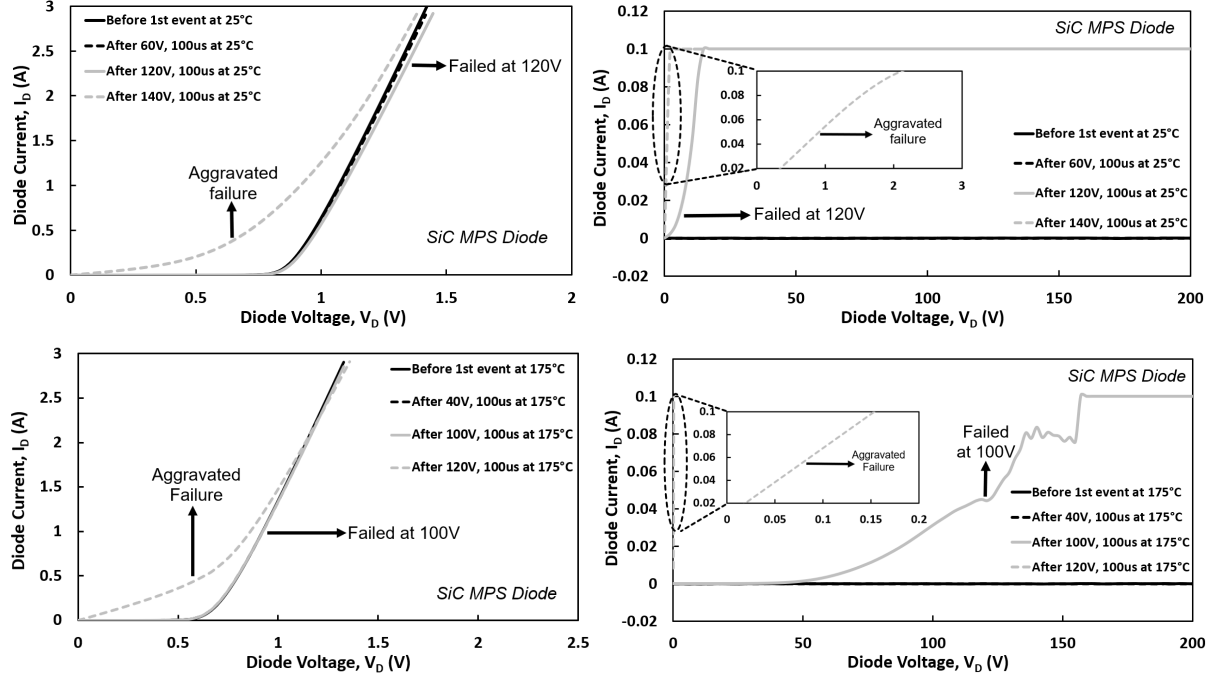 3
2.5
2
1.5
1
0.5
0
Diode Current, I_D (A)
Before 1st event at 25°C
After 60V, 100us at 25°C
After 120V, 100us at 25°C
After 140V, 100us at 25°C
Failed at 120V
Aggravated
failure
SiC MPS Diode
0 0.5 1 1.5 2
Diode Voltage, V_D (V)
0.12
0.1
0.08
0.06
0.04
0.02
0
-0.02
Diode Current, I_D (A)
SiC MPS Diode
0.1
0.08
0.06
0.04
0.02
0 1 2 3
Aggravated
failure
Before 1st event at 25°C
After 60V, 100us at 25°C
After 120V, 100us at 25°C
After 140V, 100us at 25°C
Failed at 120V
0 50 100 150 200
Diode Voltage, V_D (V)
3
2.5
2
1.5
1
0.5
0
Diode Current, I_D (A)
Before 1st event at 175°C
After 40V, 100us at 175°C
After 100V, 100us at 175°C
After 120V, 100us at 175°C
Aggravated
Failure
Failed at 100V
SiC MPS Diode
0 0.5 1 1.5 2 2.5
Diode Voltage, V_D (V)
0.12
0.1
0.08
0.06
0.04
0.02
0
-0.02
Diode Current, I_D (A)
SiC MPS Diode
0.1
0.08
0.06
0.04
0.02
0 0.05 0.1 0.15 0.2
Aggravated
Failure
Failed
at 100V
Before 1st event at 175°C
After 40V, 100us at 175°C
After 100V, 100us at 175°C
After 120V, 100us at 175°C
0 50 100 150 200
Diode Voltage, V_D (V)